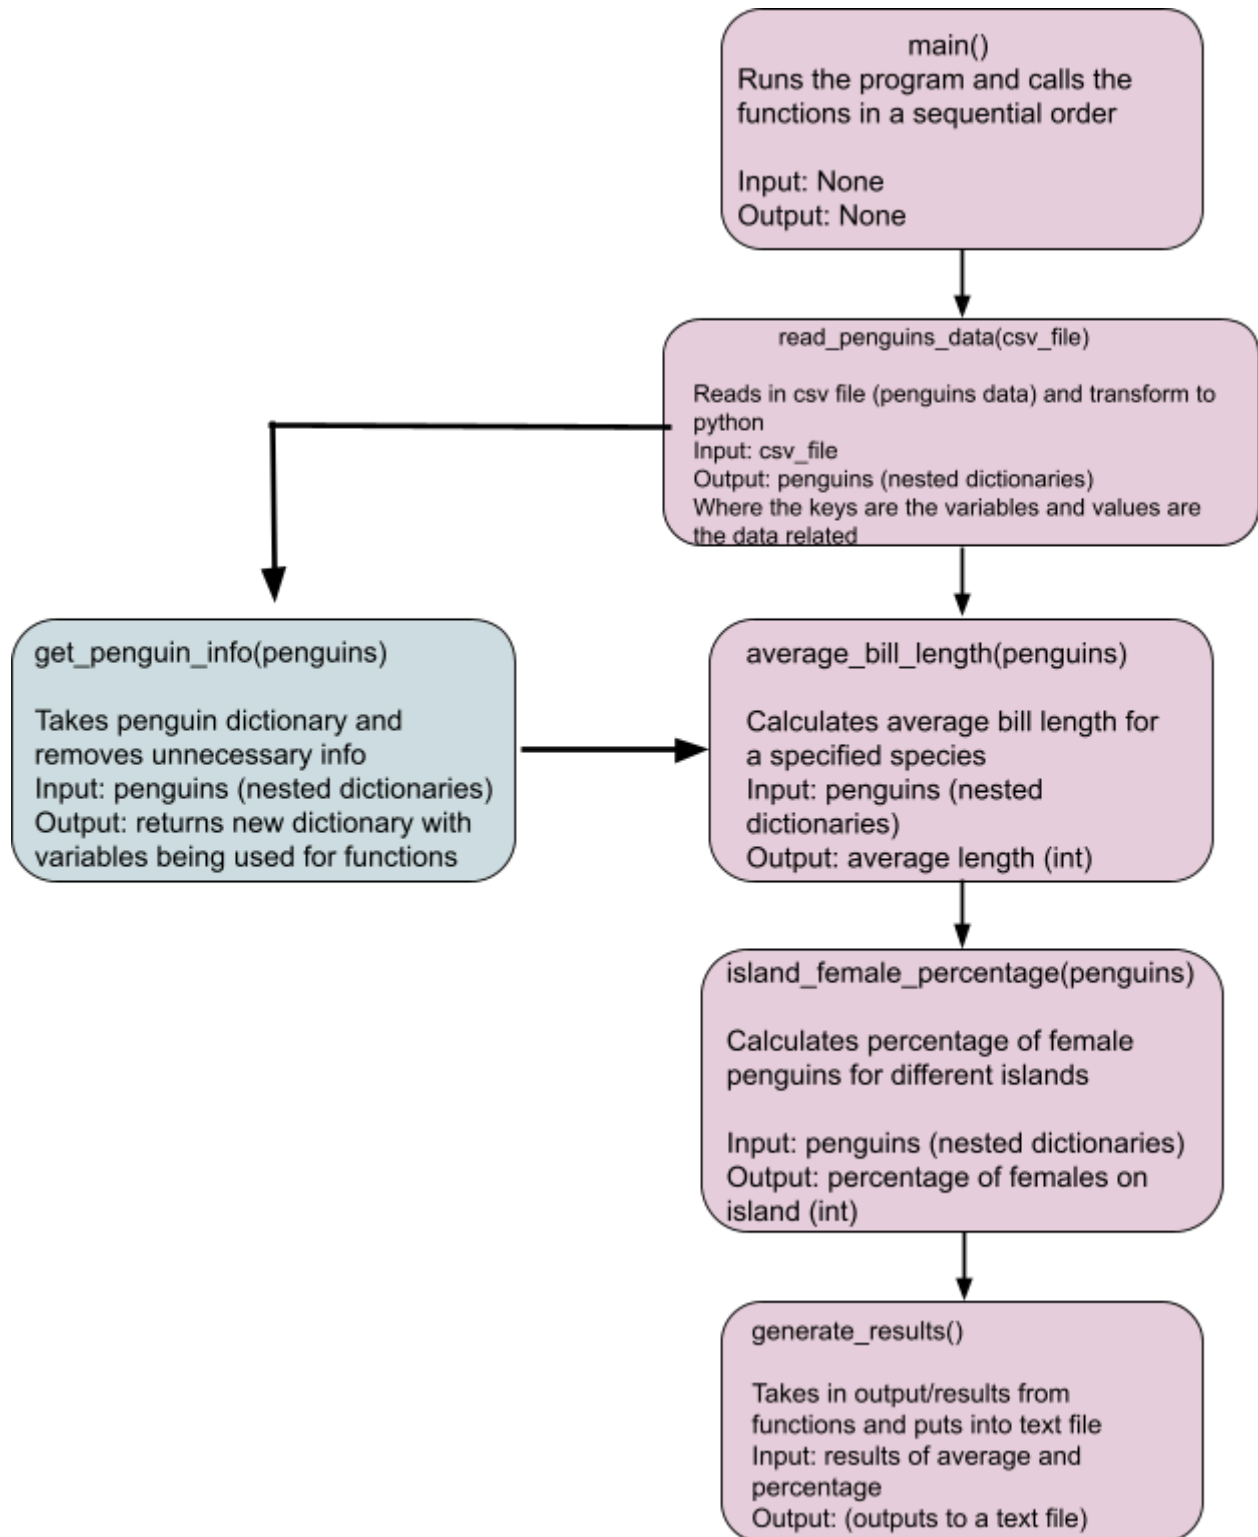 main()
Runs the program and calls the
functions in a sequential order
Input: None
Output: None
read_penguins_data(csv_file)
Reads in csv file (penguins data) and transform to
python
Input: csv_file
Output: penguins (nested dictionaries)
Where the keys are the variables and values are
the data related
get_penguin_info(penguins)
Takes penguin dictionary and
removes unnecessary info
Input: penguins (nested dictionaries)
Output: returns new dictionary with
variables being used for functions
average_bill_length(penguins)
Calculates average bill length for
a specified species
Input: penguins (nested
dictionaries)
Output: average length (int)
island_female_percentage(penguins)
Calculates percentage of female
penguins for different islands
Input: penguins (nested dictionaries)
Output: percentage of females on
island (int)
generate_results()
Takes in output/results from
functions and puts into text file
Input: results of average and
percentage
Output: (outputs to a text file)